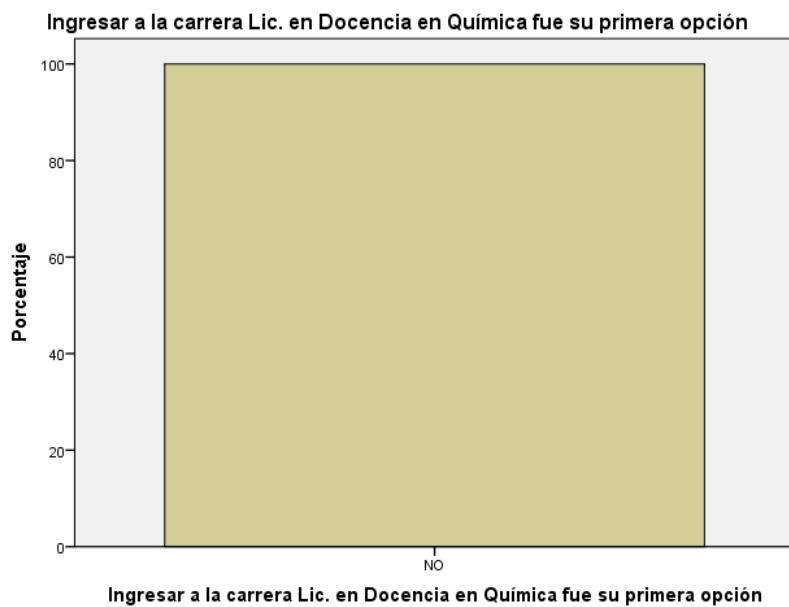 Ingresar a la carrera Lic. en Docencia en Química fue su primera opción
100
80
60
40
20
0
Porcentaje
NO
Ingresar a la carrera Lic. en Docencia en Química fue su primera opción